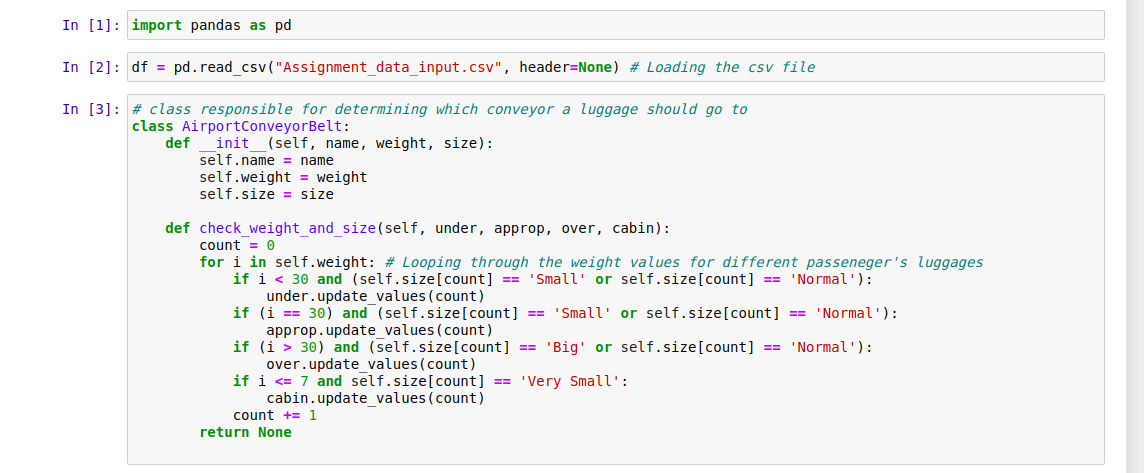 In [1]: import pandas as pd
In [2]: df = pd.read_csv("Assignment_data_input.csv", header=None) # Loading the csv file
In [3]: # class responsible for determining which conveyor a luggage should go to
class AirportConveyorBelt:
    def __init__(self, name, weight, size):
        self.name = name
        self.weight = weight
        self.size = size

    def check_weight_and_size(self, under, approp, over, cabin):
        count = 0
        for i in self.weight: # Looping through the weight values for different passeneger's luggages
            if i < 30 and (self.size[count] == 'Small' or self.size[count] == 'Normal'):
                under.update_values(count)
            if (i == 30) and (self.size[count] == 'Small' or self.size[count] == 'Normal'):
                approp.update_values(count)
            if (i > 30) and (self.size[count] == 'Big' or self.size[count] == 'Normal'):
                over.update_values(count)
            if i <= 7 and self.size[count] == 'Very Small':
                cabin.update_values(count)
            count += 1
        return None